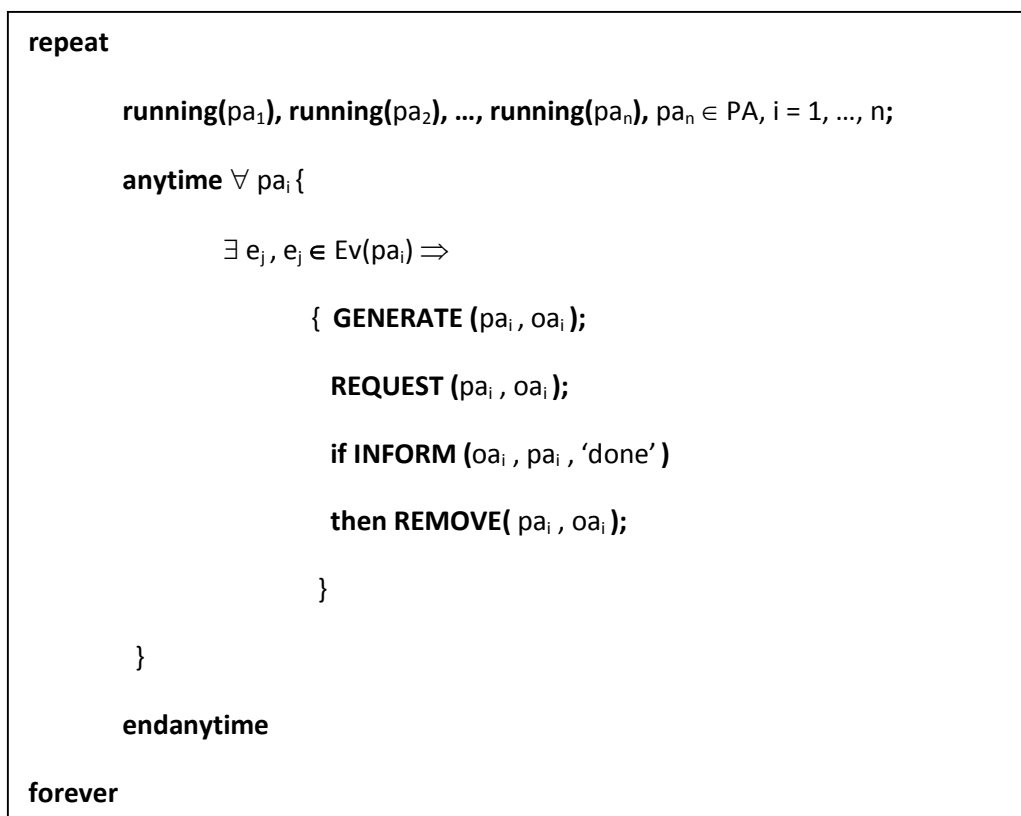 repeat
running(pa₁), running(pa₂), …, running(paₙ), paₙ ∈ PA, i = 1, …, n;
anytime ∀ paᵢ {
∃ eⱼ , eⱼ ∈ Ev(paᵢ) ⇒
{ GENERATE (paᵢ , oaᵢ );
REQUEST (paᵢ , oaᵢ );
if INFORM (oaᵢ , paᵢ , ‘done’ )
then REMOVE( paᵢ , oaᵢ );
}
}
endanytime
forever